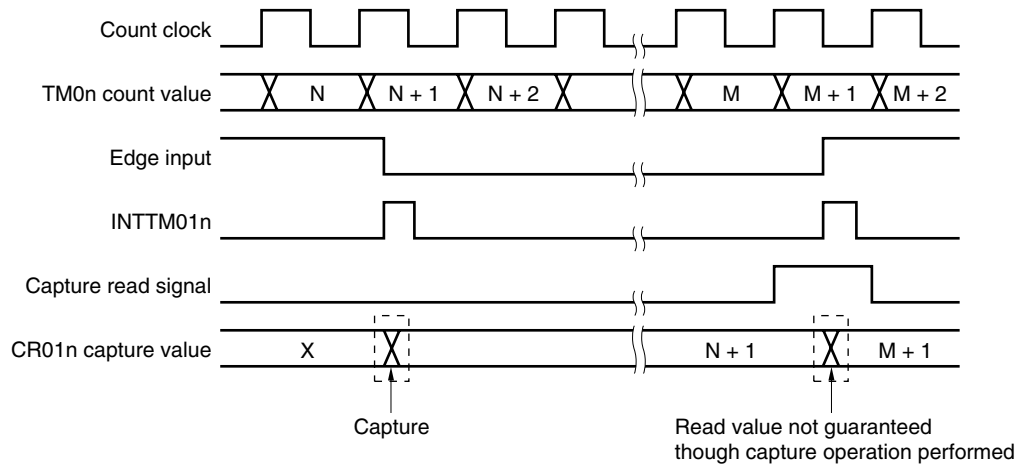 Count clock
TM0n count value N N + 1 N + 2 M M + 1 M + 2
Edge input
INTTM01n
Capture read signal
CR01n capture value X N + 1 M + 1
Capture
Read value not guaranteed
though capture operation performed